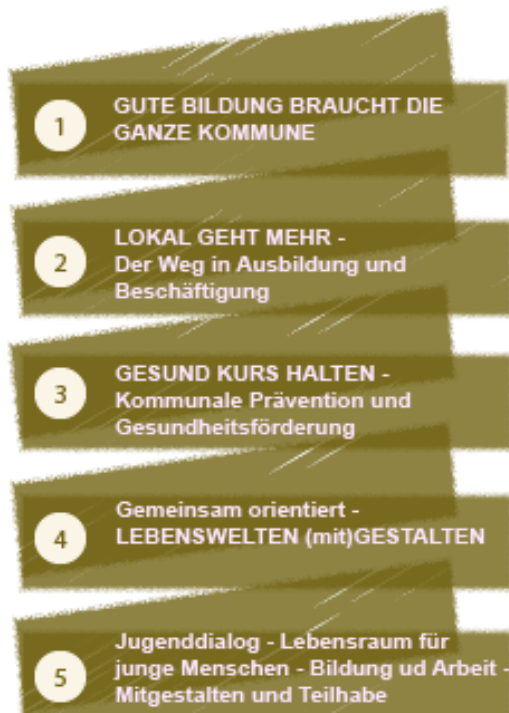 1
GUTE BILDUNG BRAUCHT DIE
GANZE KOMMUNE
2
LOKAL GEHT MEHR -
Der Weg in Ausbildung und
Beschäftigung
3
GESUND KURS HALTEN -
Kommunale Prävention und
Gesundheitsförderung
4
Gemeinsam orientiert -
LEBENSWELTEN (mit)GESTALTEN
5
Jugenddialog - Lebensraum für
junge Menschen - Bildung ud Arbeit -
Mitgestalten und Teilhabe